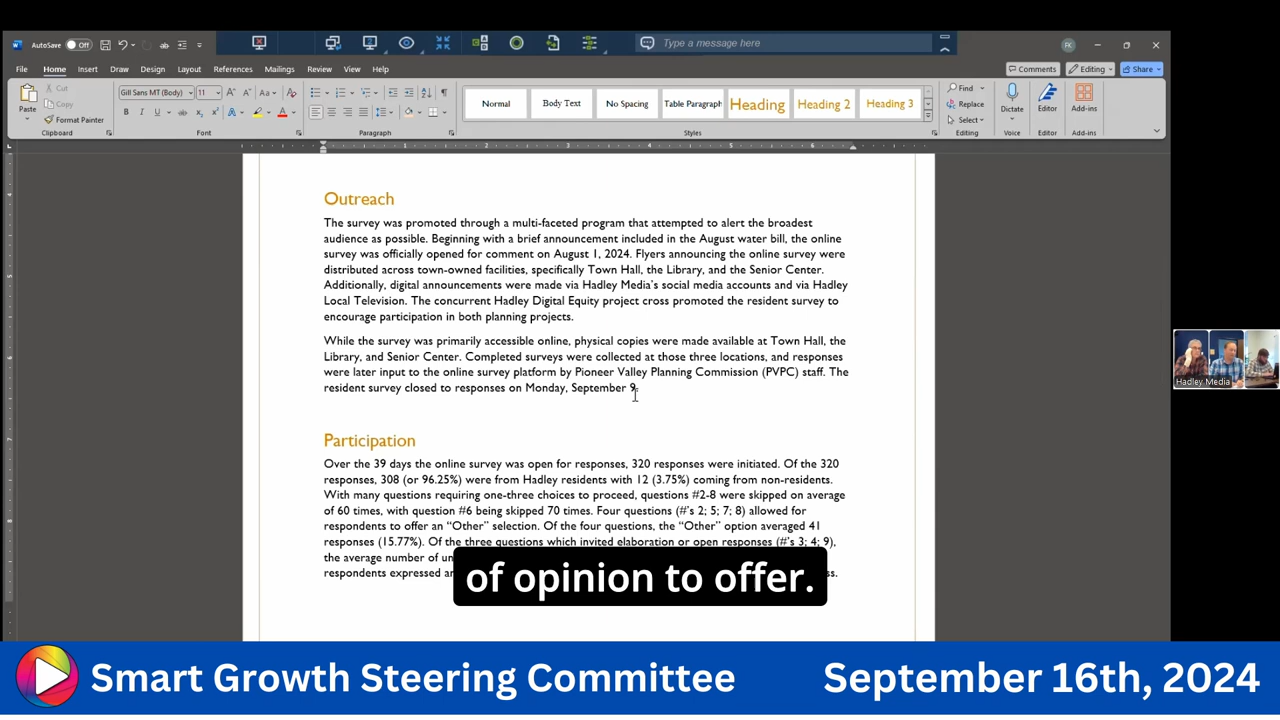 AutoSave Off
Type a message here
FK
File Home Insert Draw Design Layout References Mailings Review View Help
Comments Editing Share
Paste
Cut
Copy
Format Painter
Clipboard
Gill Sans MT (Body) 11
Font
Paragraph
Normal Body Text No Spacing Table Paragraph Heading Heading 2 Heading 3
Styles
Find
Replace
Select
Editing
Dictate
Voice
Editor
Editor
Add-ins
Add-ins
Outreach
The survey was promoted through a multi-faceted program that attempted to alert the broadest
audience as possible. Beginning with a brief announcement included in the August water bill, the online
survey was officially opened for comment on August 1, 2024. Flyers announcing the online survey were
distributed across town-owned facilities, specifically Town Hall, the Library, and the Senior Center.
Additionally, digital announcements were made via Hadley Media's social media accounts and via Hadley
Local Television. The concurrent Hadley Digital Equity project cross promoted the resident survey to
encourage participation in both planning projects.
While the survey was primarily accessible online, physical copies were made available at Town Hall, the
Library, and Senior Center. Completed surveys were collected at those three locations, and responses
were later input to the online survey platform by Pioneer Valley Planning Commission (PVPC) staff. The
resident survey closed to responses on Monday, September 9.
Participation
Over the 39 days the online survey was open for responses, 320 responses were initiated. Of the 320
responses, 308 (or 96.25%) were from Hadley residents with 12 (3.75%) coming from non-residents.
With many questions requiring one-three choices to proceed, questions #2-8 were skipped on average
of 60 times, with question #6 being skipped 70 times. Four questions (#'s 2; 5; 7; 8) allowed for
respondents to offer an "Other" selection. Of the four questions, the "Other" option averaged 41
responses (15.77%). Of the three questions which invited elaboration or open responses (#'s 3; 4; 9),
the average number of
respondents expressed
of opinion to offer.
Hadley Media
Smart Growth Steering Committee
September 16th, 2024